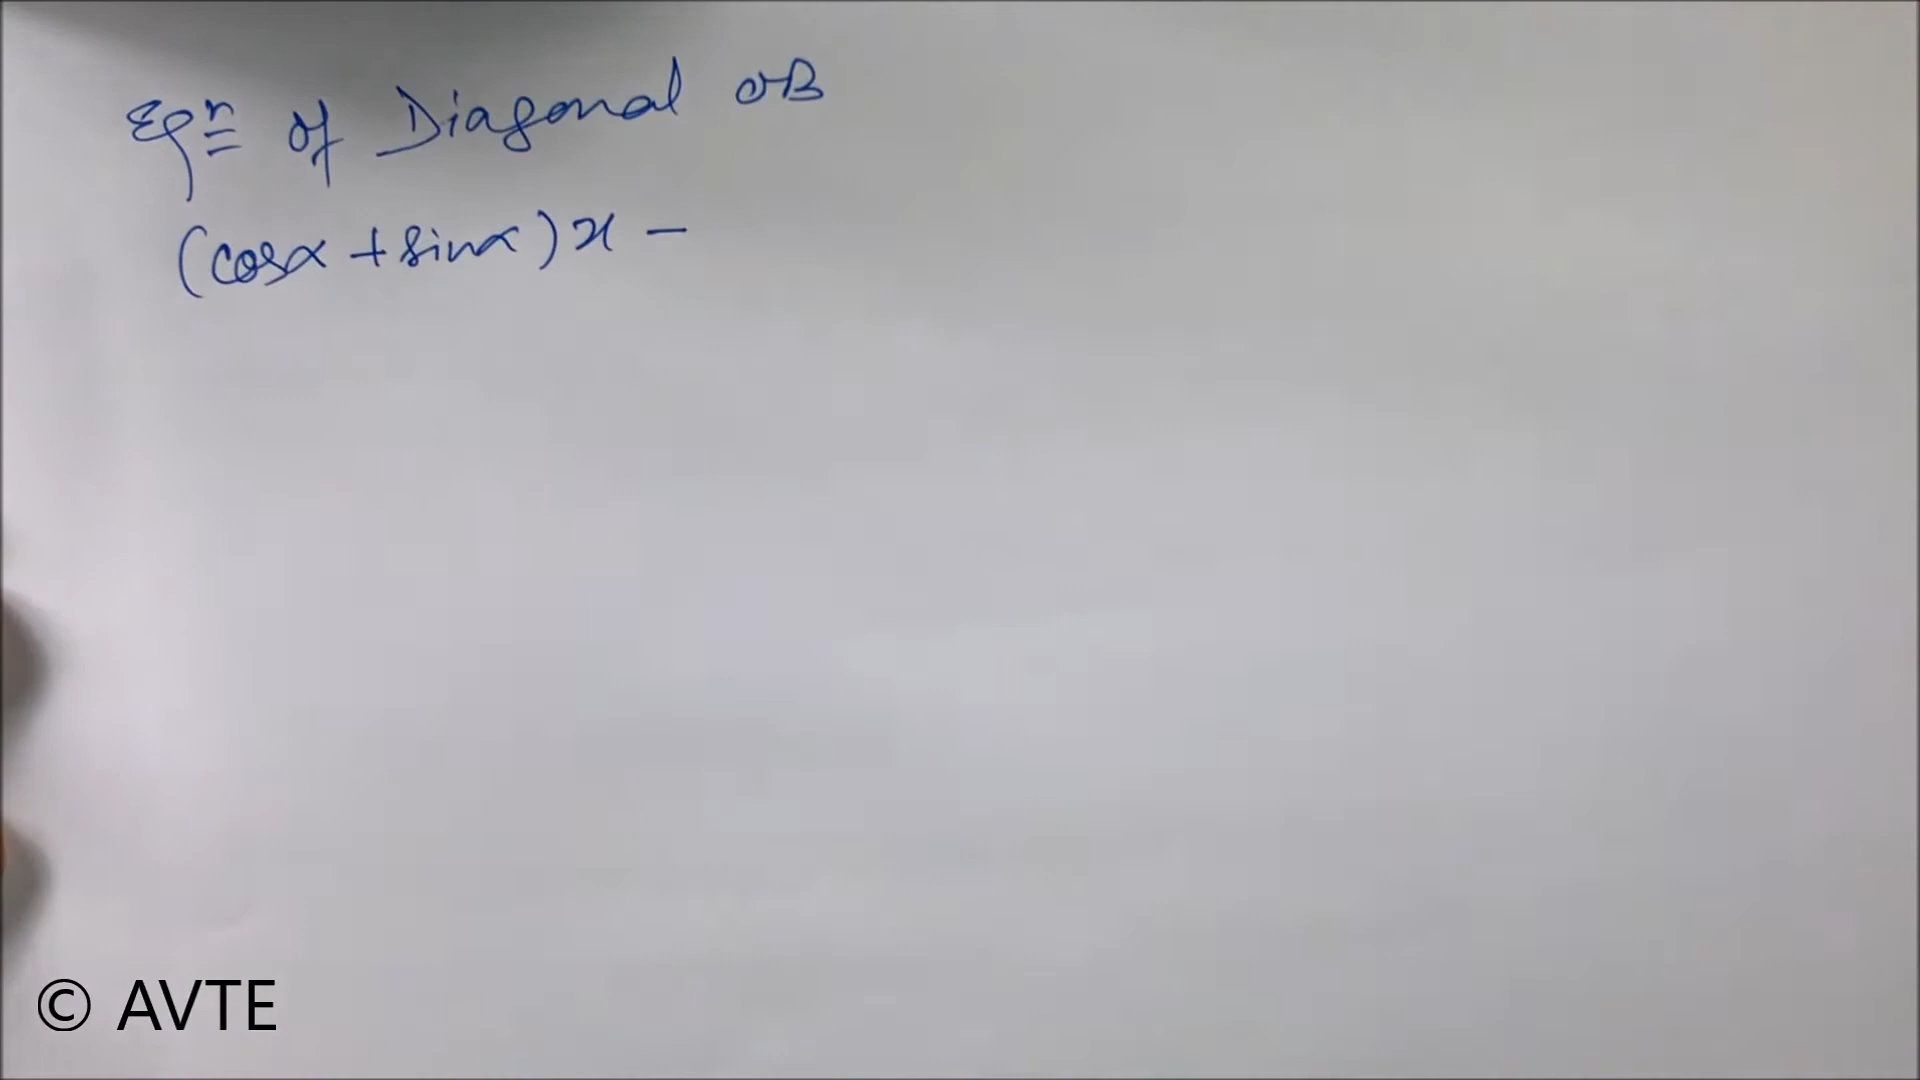 Eqn of Diagonal OB
(cosα + sinα)x −
© AVTE